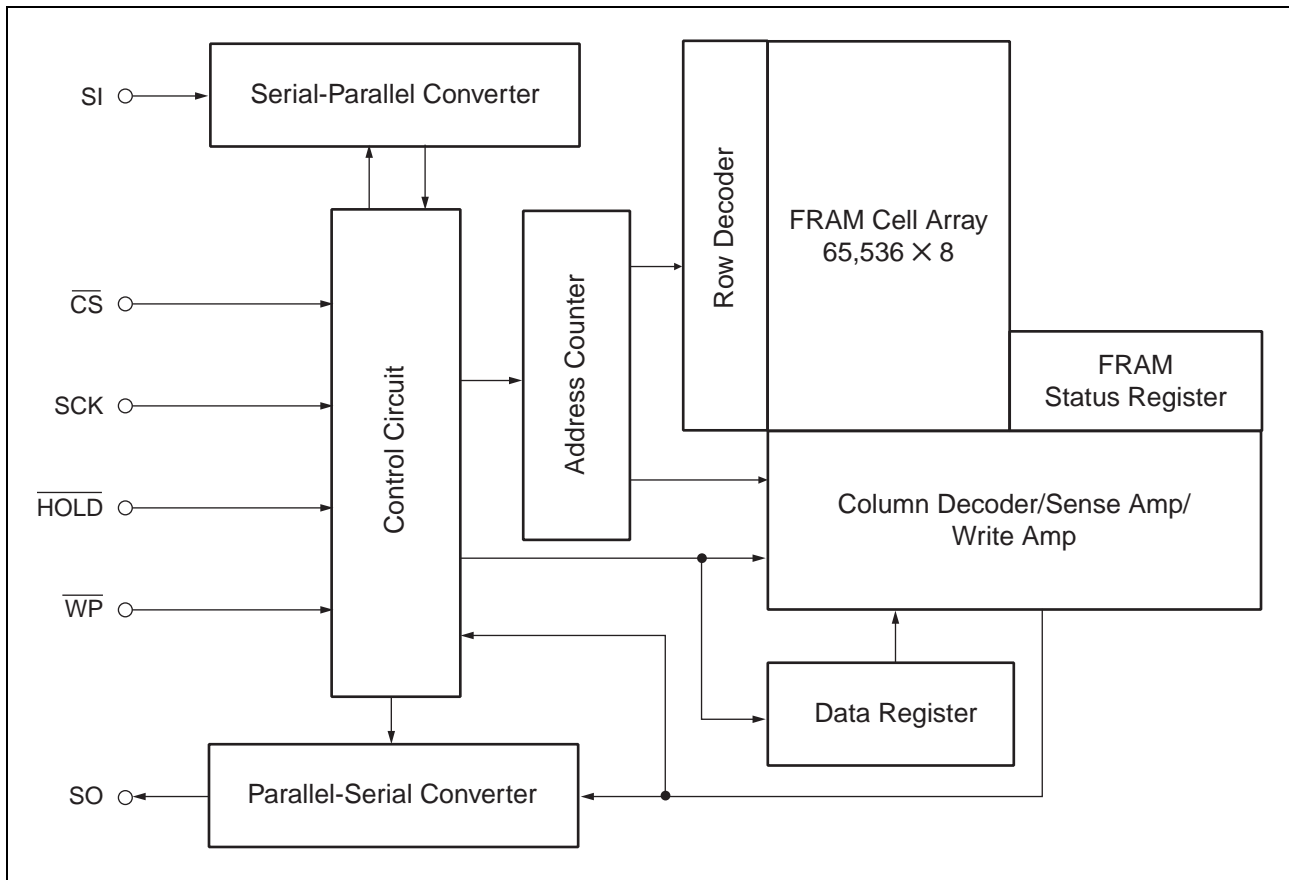 SI
Serial-Parallel Converter
Row Decoder
FRAM Cell Array
65,536 × 8
CS
SCK
HOLD
WP
Control Circuit
Address Counter
FRAM
Status Register
Column Decoder/Sense Amp/
Write Amp
Data Register
SO
Parallel-Serial Converter